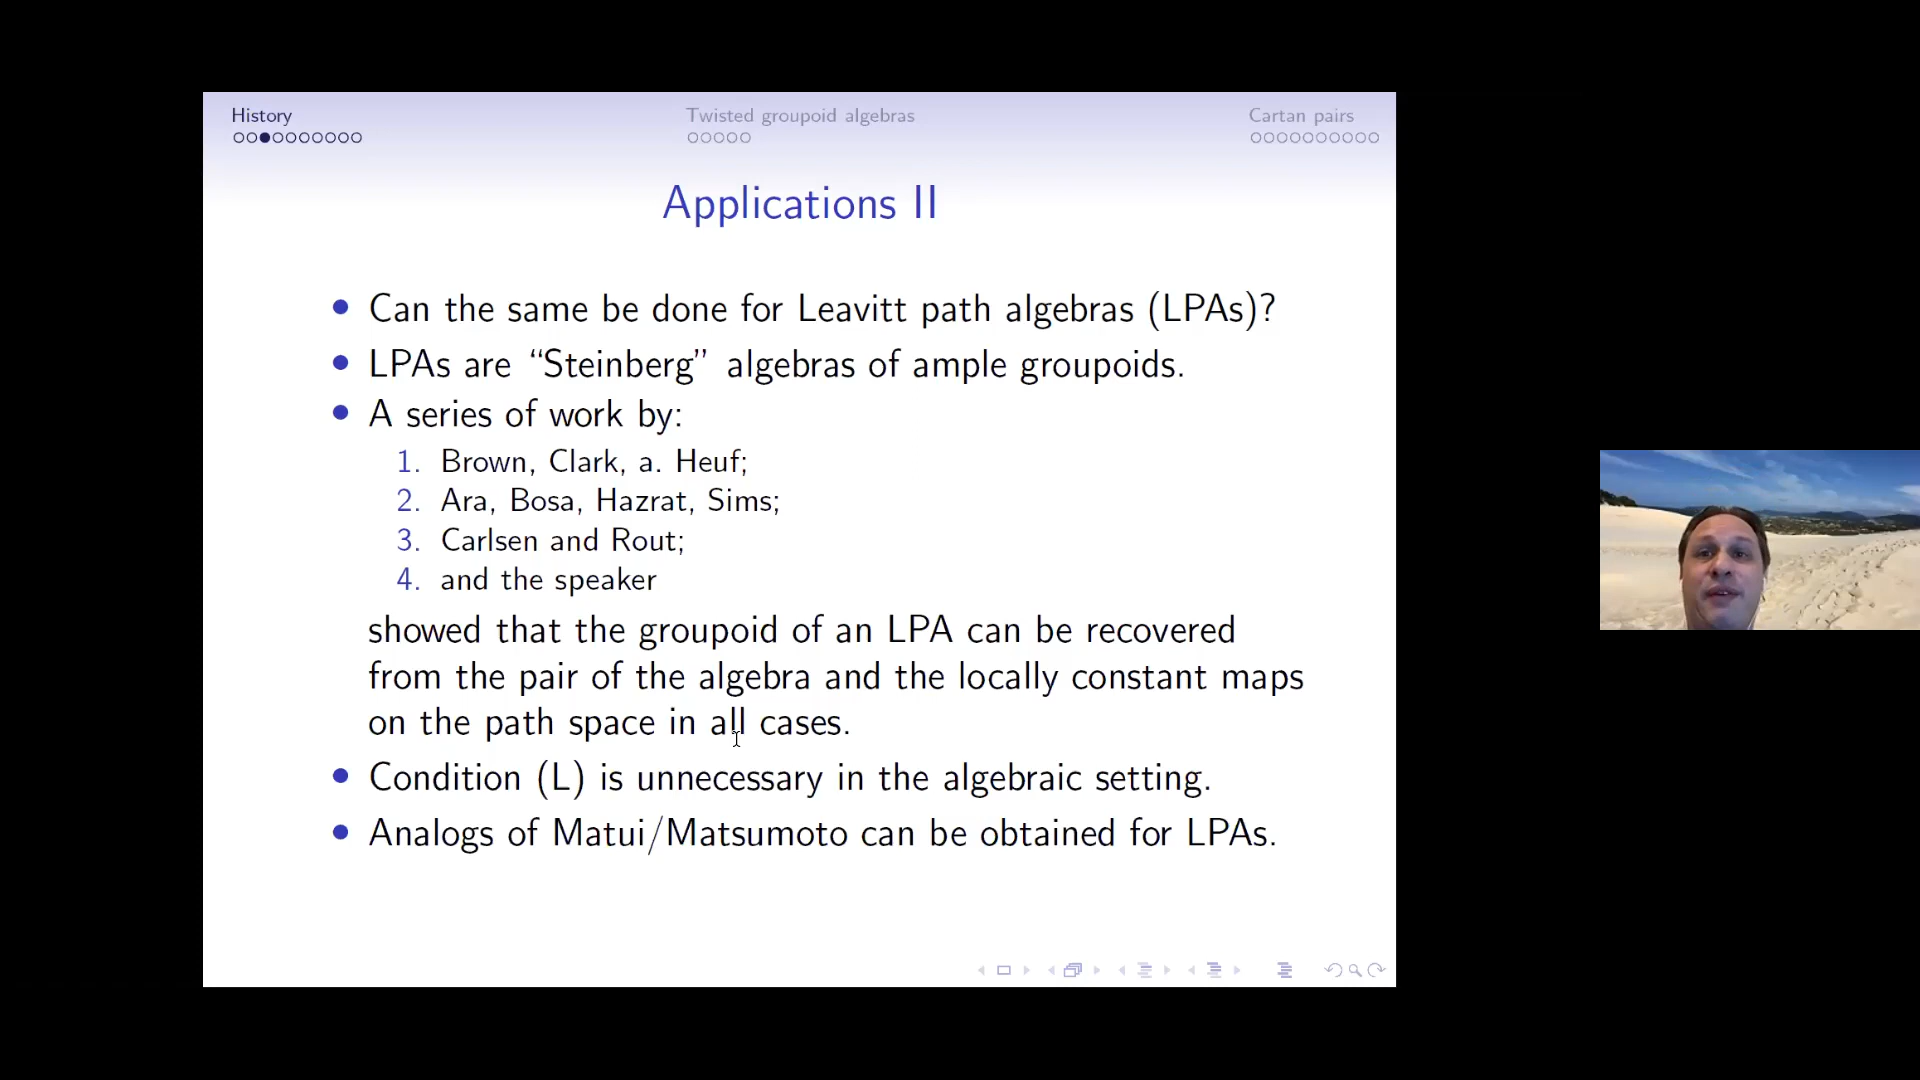 History
Twisted groupoid algebras
Cartan pairs
Applications II
Can the same be done for Leavitt path algebras (LPAs)?
LPAs are “Steinberg” algebras of ample groupoids.
A series of work by:
1. Brown, Clark, a. Heuf;
2. Ara, Bosa, Hazrat, Sims;
3. Carlsen and Rout;
4. and the speaker
showed that the groupoid of an LPA can be recovered
from the pair of the algebra and the locally constant maps
on the path space in all cases.
Condition (L) is unnecessary in the algebraic setting.
Analogs of Matui/Matsumoto can be obtained for LPAs.